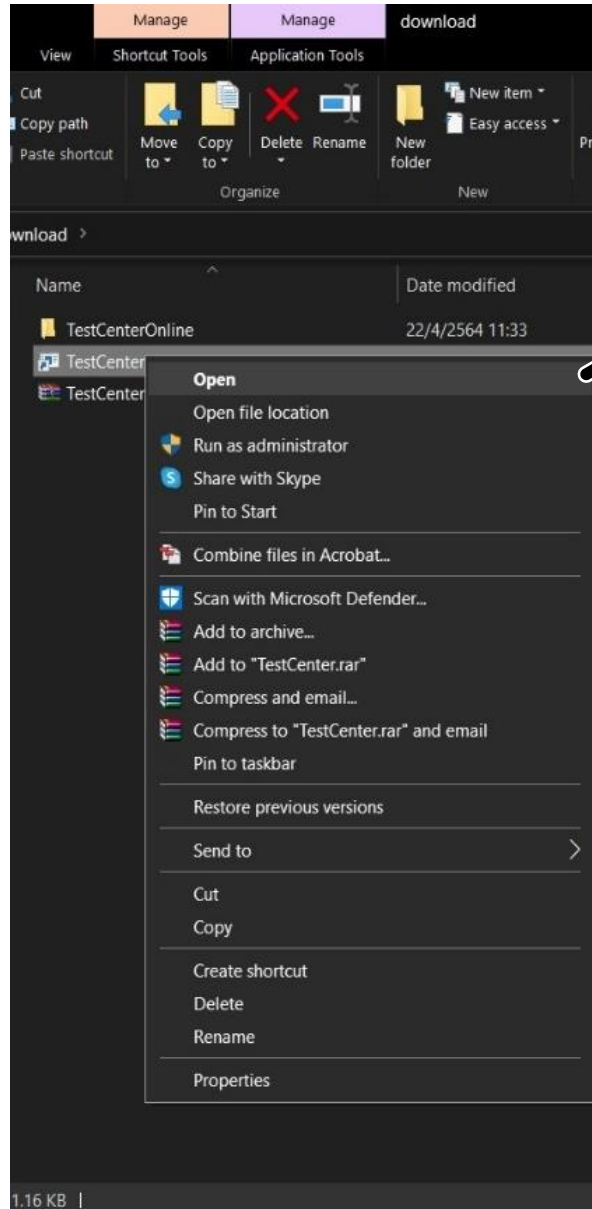 Manage
Manage
download
View
Shortcut Tools
Application Tools
Cut
Copy path
Paste shortcut
Move to
Copy to
Delete
Rename
New folder
New item
Easy access
Organize
New
wnload >
Name
Date modified
TestCenterOnline
22/4/2564 11:33
TestCenter
TestCenter
Open
Open file location
Run as administrator
Share with Skype
Pin to Start
Combine files in Acrobat...
Scan with Microsoft Defender...
Add to archive...
Add to "TestCenter.rar"
Compress and email...
Compress to "TestCenter.rar" and email
Pin to taskbar
Restore previous versions
Send to
Cut
Copy
Create shortcut
Delete
Rename
Properties
1.16 KB